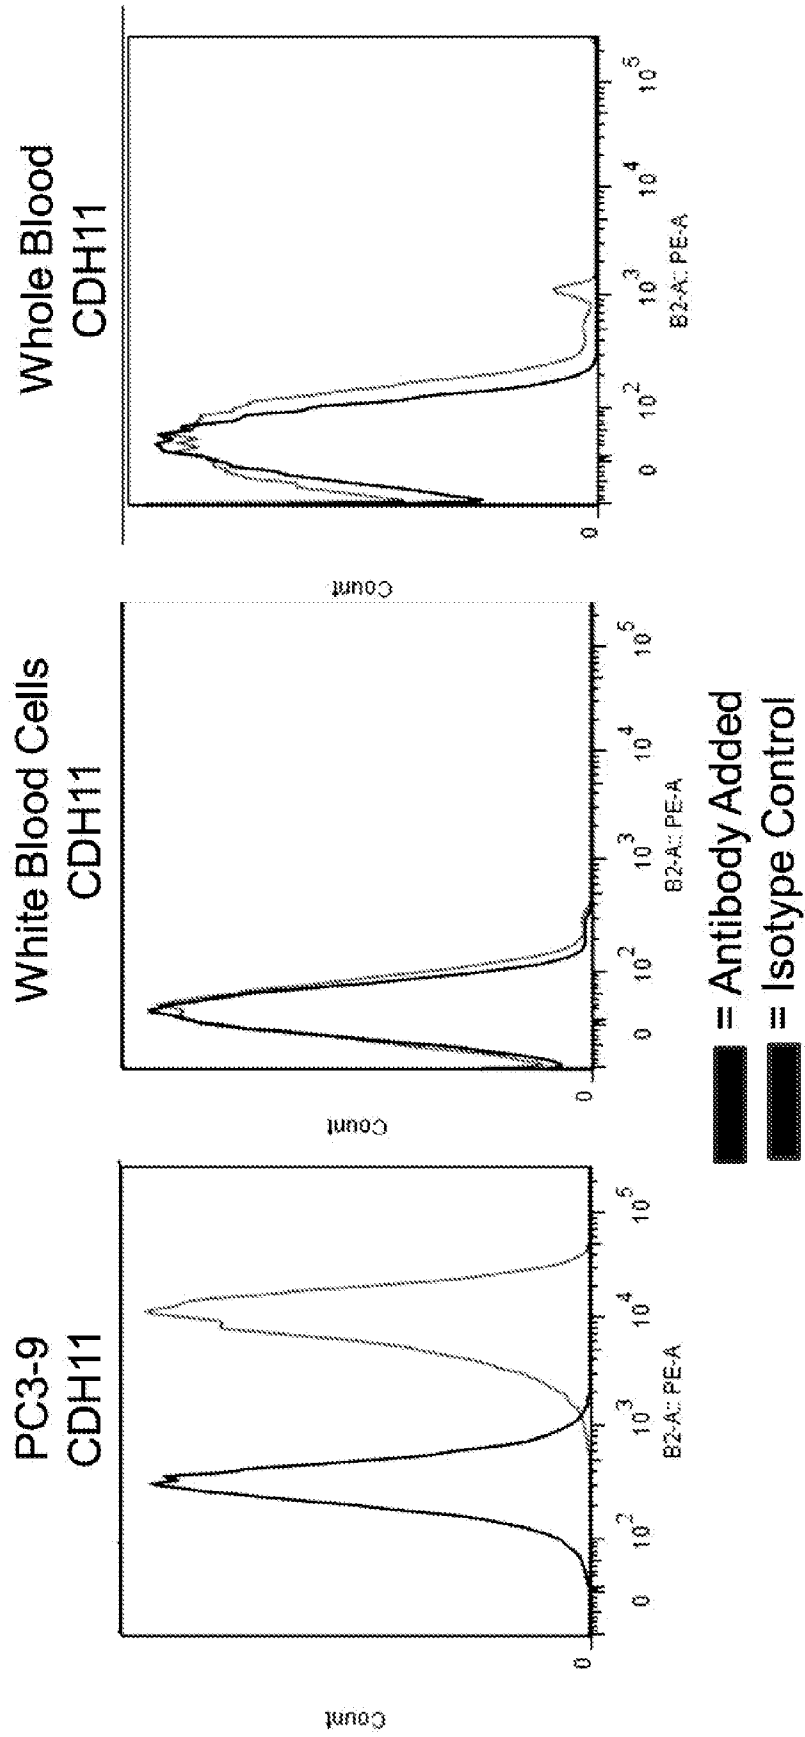 PC3-9
CDH11
Count
0
0
10^2
10^3
10^4
10^5
B2-A:: PE-A
White Blood Cells
CDH11
Count
0
0
10^2
10^3
10^4
10^5
B2-A:: PE-A
Whole Blood
CDH11
Count
0
0
10^2
10^3
10^4
10^5
B2-A:: PE-A
= Antibody Added
= Isotype Control